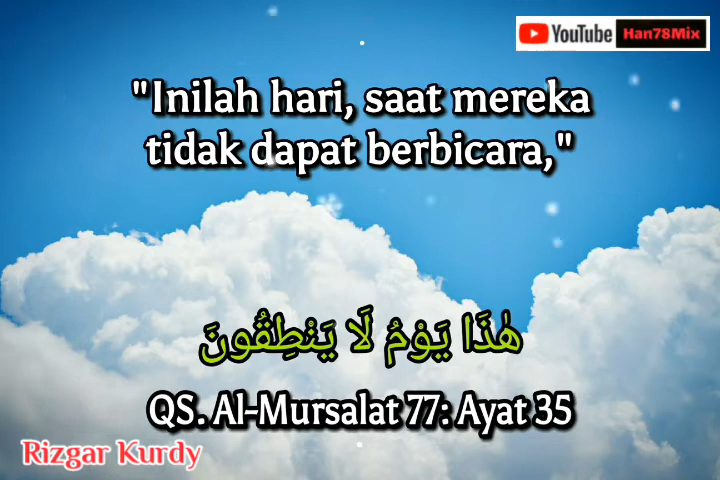 YouTube Han78Mix
"Inilah hari, saat mereka
tidak dapat berbicara,"
هٰذَا يَوْمُ لَا يَنْطِقُونَ
QS. Al-Mursalat 77: Ayat 35
Rizgar Kurdy